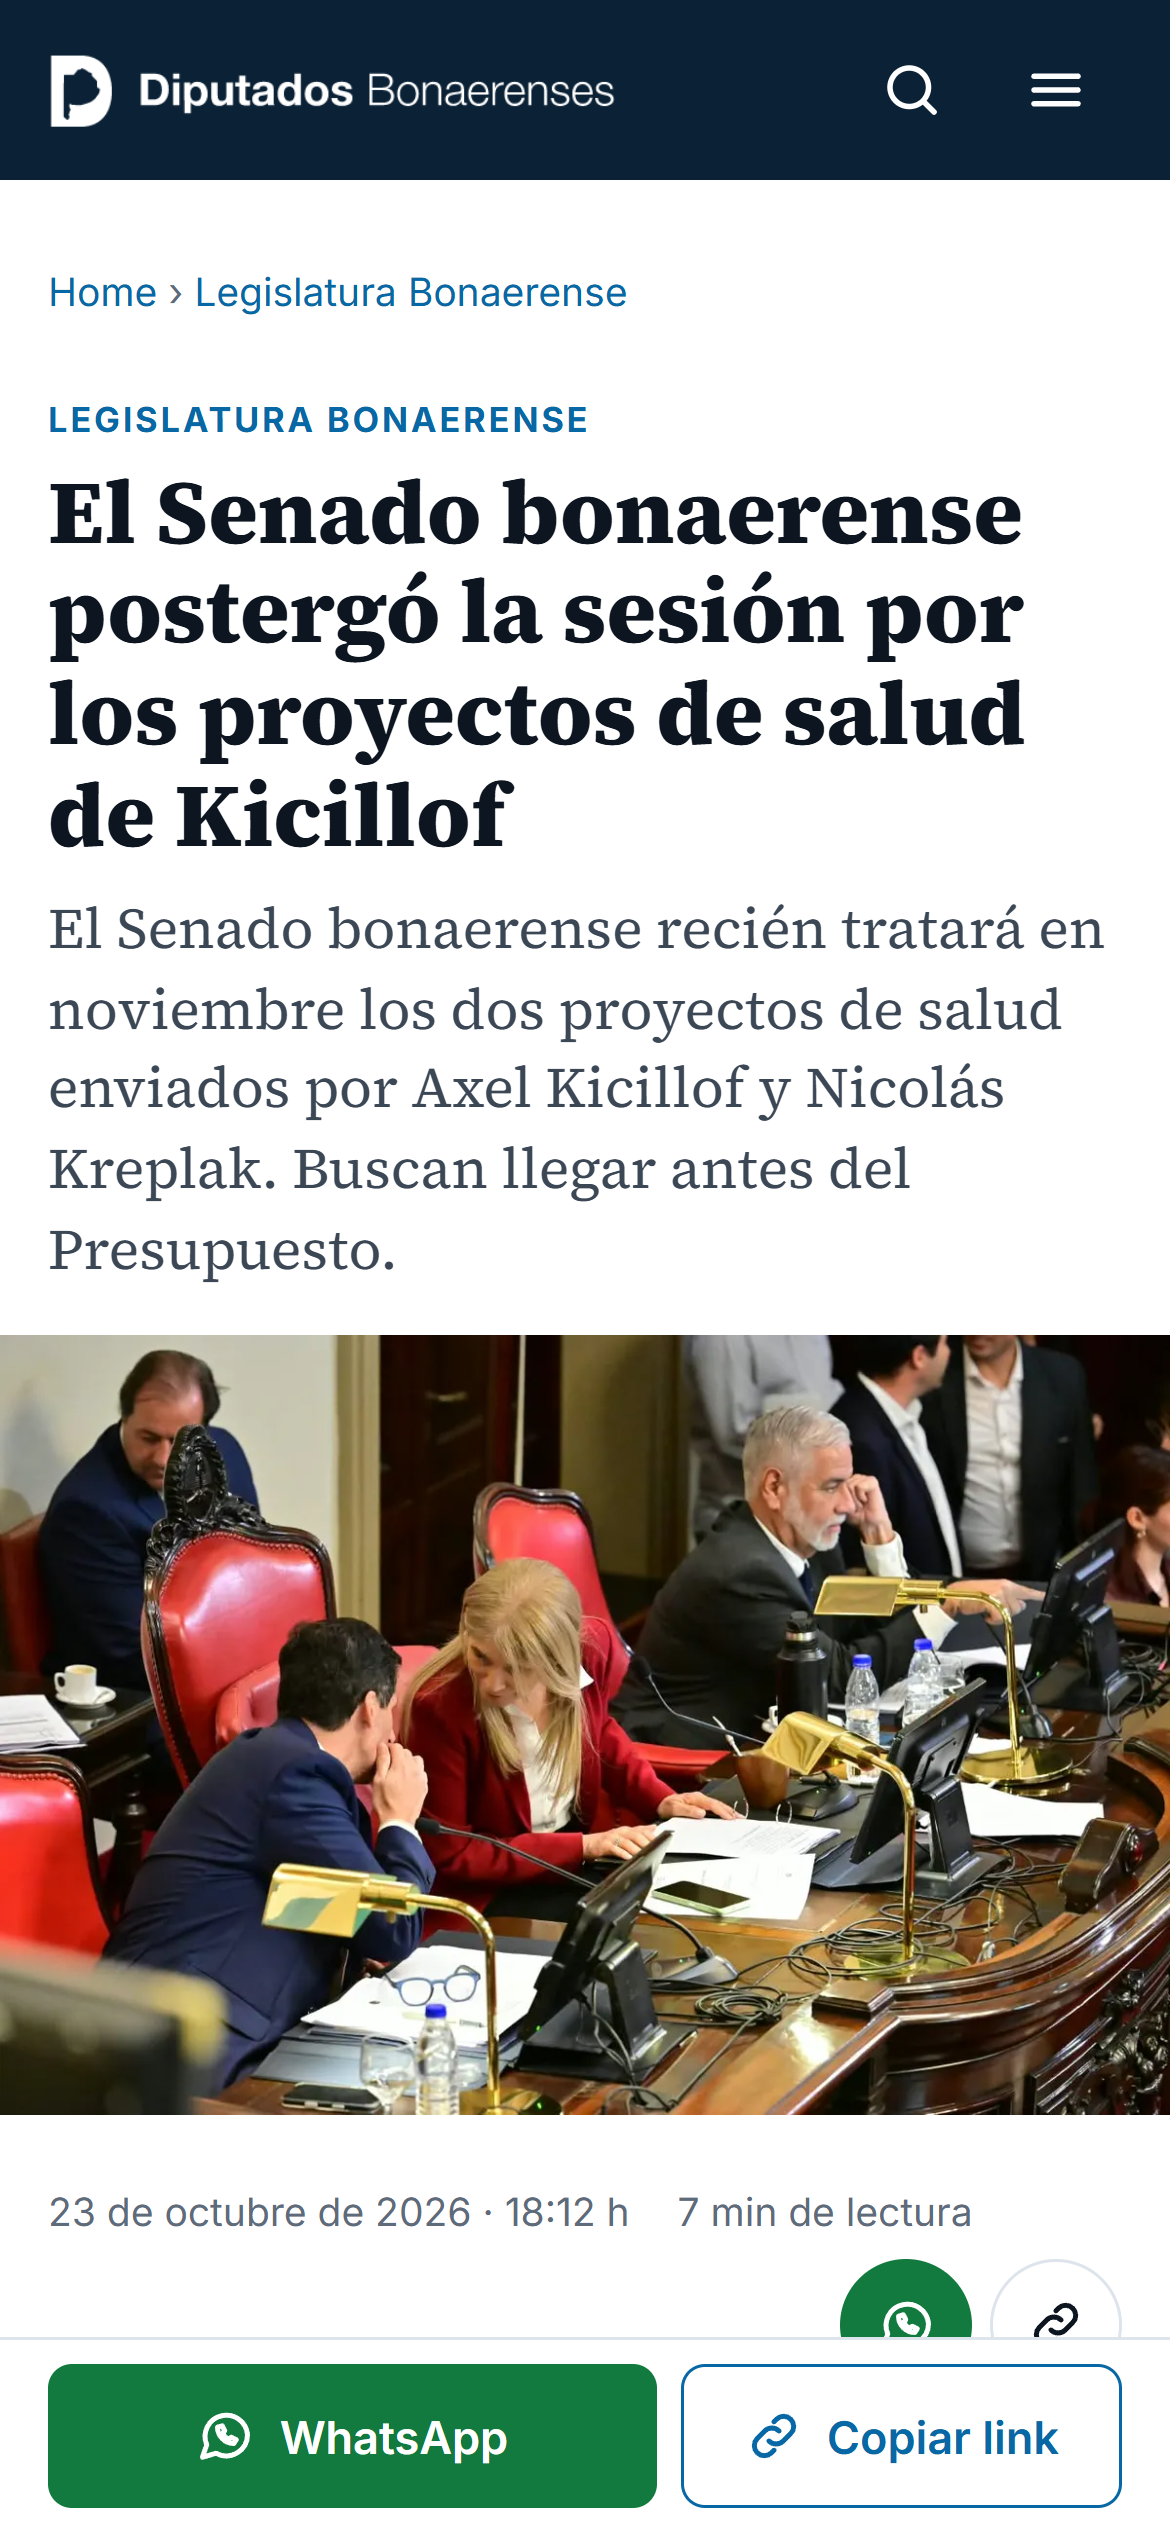 Diputados Bonaerenses
Home › Legislatura Bonaerense
LEGISLATURA BONAERENSE
El Senado bonaerense
postergó la sesión por
los proyectos de salud
de Kicillof
El Senado bonaerense recién tratará en
noviembre los dos proyectos de salud
enviados por Axel Kicillof y Nicolás
Kreplak. Buscan llegar antes del
Presupuesto.
23 de octubre de 2026 · 18:12 h 7 min de lectura
WhatsApp Copiar link